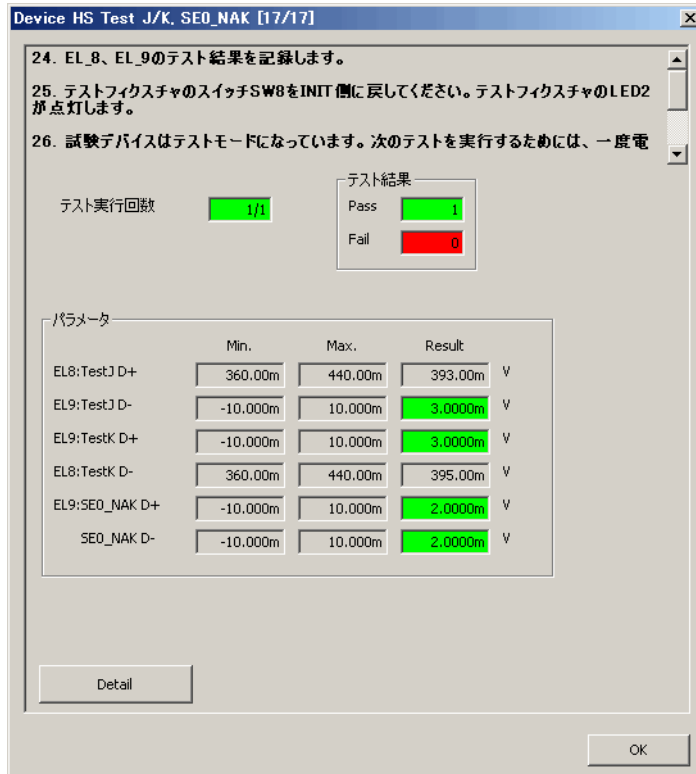 Device HS Test J/K, SE0_NAK [17/17]
24. EL_8、EL_9のテスト結果を記録します。
25. テストフィクスチャのスイッチSW8をINIT側に戻してください。テストフィクスチャのLED2
が点灯します。
26. 試験デバイスはテストモードになっています。次のテストを実行するためには、一度電
テスト実行回数 1/1
テスト結果
Pass 1
Fail 0
パラメータ
Min. Max. Result
EL8:TestJ D+ 360.00m 440.00m 393.00m V
EL9:TestJ D- -10.000m 10.000m 3.0000m V
EL9:TestK D+ -10.000m 10.000m 3.0000m V
EL8:TestK D- 360.00m 440.00m 395.00m V
EL9:SE0_NAK D+ -10.000m 10.000m 2.0000m V
SE0_NAK D- -10.000m 10.000m 2.0000m V
Detail
OK